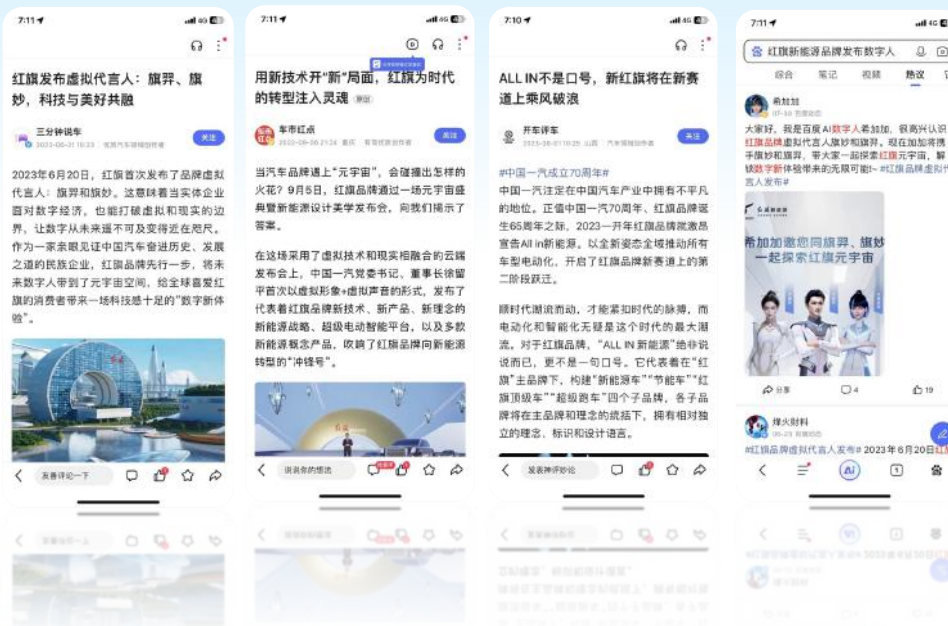 7:11
4G
红旗发布虚拟代言人：旗羿、旗
妙，科技与美好共融
三分钟说车
关注
2023年6月20日，红旗首次发布了品牌虚拟
代言人：旗羿和旗妙。这意味着当实体企业
面对数字经济，也能打破虚拟和现实的边
界，让数字从未来遥不可及变得近在咫尺。
作为一家亲眼见证中国汽车奋进历史、发展
之道的民族企业，红旗品牌先行一步，将未
来数字人带到了元宇宙空间，给全球喜爱红
旗的消费者带来一场科技感十足的“数字新体
验”。
友善评论一下
7:11
4G
用新技术开“新”局面，红旗为时代
的转型注入灵魂
车市红点
关注
当汽车品牌遇上“元宇宙”，会碰撞出怎样的
火花？9月5日，红旗品牌通过一场元宇宙盛
典暨新能源设计美学发布会，向我们揭示了
答案。
在这场采用了虚拟技术和现实相融合的云端
发布会上，中国一汽党委书记、董事长徐留
平首次以虚拟形象+虚拟声音的形式，发布了
代表着红旗品牌新技术、新产品、新理念的
新能源战略、超级电动智能平台，以及多款
新能源概念产品，吹响了红旗品牌向新能源
转型的“冲锋号”。
说说你的想法
7:10
4G
ALL IN不是口号，新红旗将在新赛
道上乘风破浪
开车评车
关注
#中国一汽成立70周年#
中国一汽注定在中国汽车产业中拥有不平凡
的地位。正值中国一汽70周年、红旗品牌诞
生65周年之际，2023一开年红旗品牌就激昂
宣告All in新能源。以全新姿态全域推动所有
车型电动化，开启了红旗品牌新赛道上的第
二阶段跃迁。
顺时代潮流而动，才能紧扣时代的脉搏，而
电动化和智能化无疑是这个时代的最大潮
流。对于红旗品牌，“ALL IN 新能源”绝非说
说而已，更不是一句口号。它代表着在“红
旗”主品牌下，构建“新能源车”“节能车”“红
旗顶级车”“超级跑车”四个子品牌，各子品
牌将在主品牌和理念的统括下，拥有相对独
立的理念、标识和设计语言。
发表神评妙论
7:11
4G
红旗新能源品牌发布数字人
综合 笔记 视频 热议
希加加
大家好，我是百度AI数字人希加加，很高兴认识
红旗品牌虚拟代言人旗妙和旗羿。现在加加将携
手旗妙和旗羿，带大家一起探索红旗元宇宙，解
锁数字新体验带来的无限可能!~ #红旗品牌虚拟代
言人发布#
希加加邀您同旗羿、旗妙
一起探索红旗元宇宙
分享 4 19
烽火财料
#红旗品牌虚拟代言人发布# 2023年6月20日
Ai
1